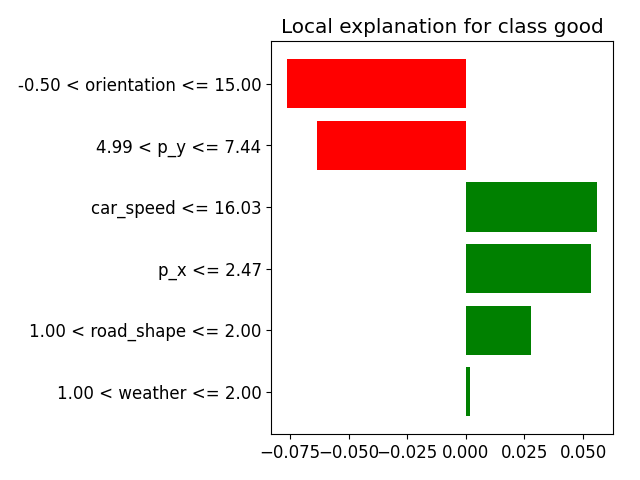 Local explanation for class good
-0.50 < orientation <= 15.00
4.99 < p_y <= 7.44
car_speed <= 16.03
p_x <= 2.47
1.00 < road_shape <= 2.00
1.00 < weather <= 2.00
−0.075 −0.050 −0.025 0.000 0.025 0.050